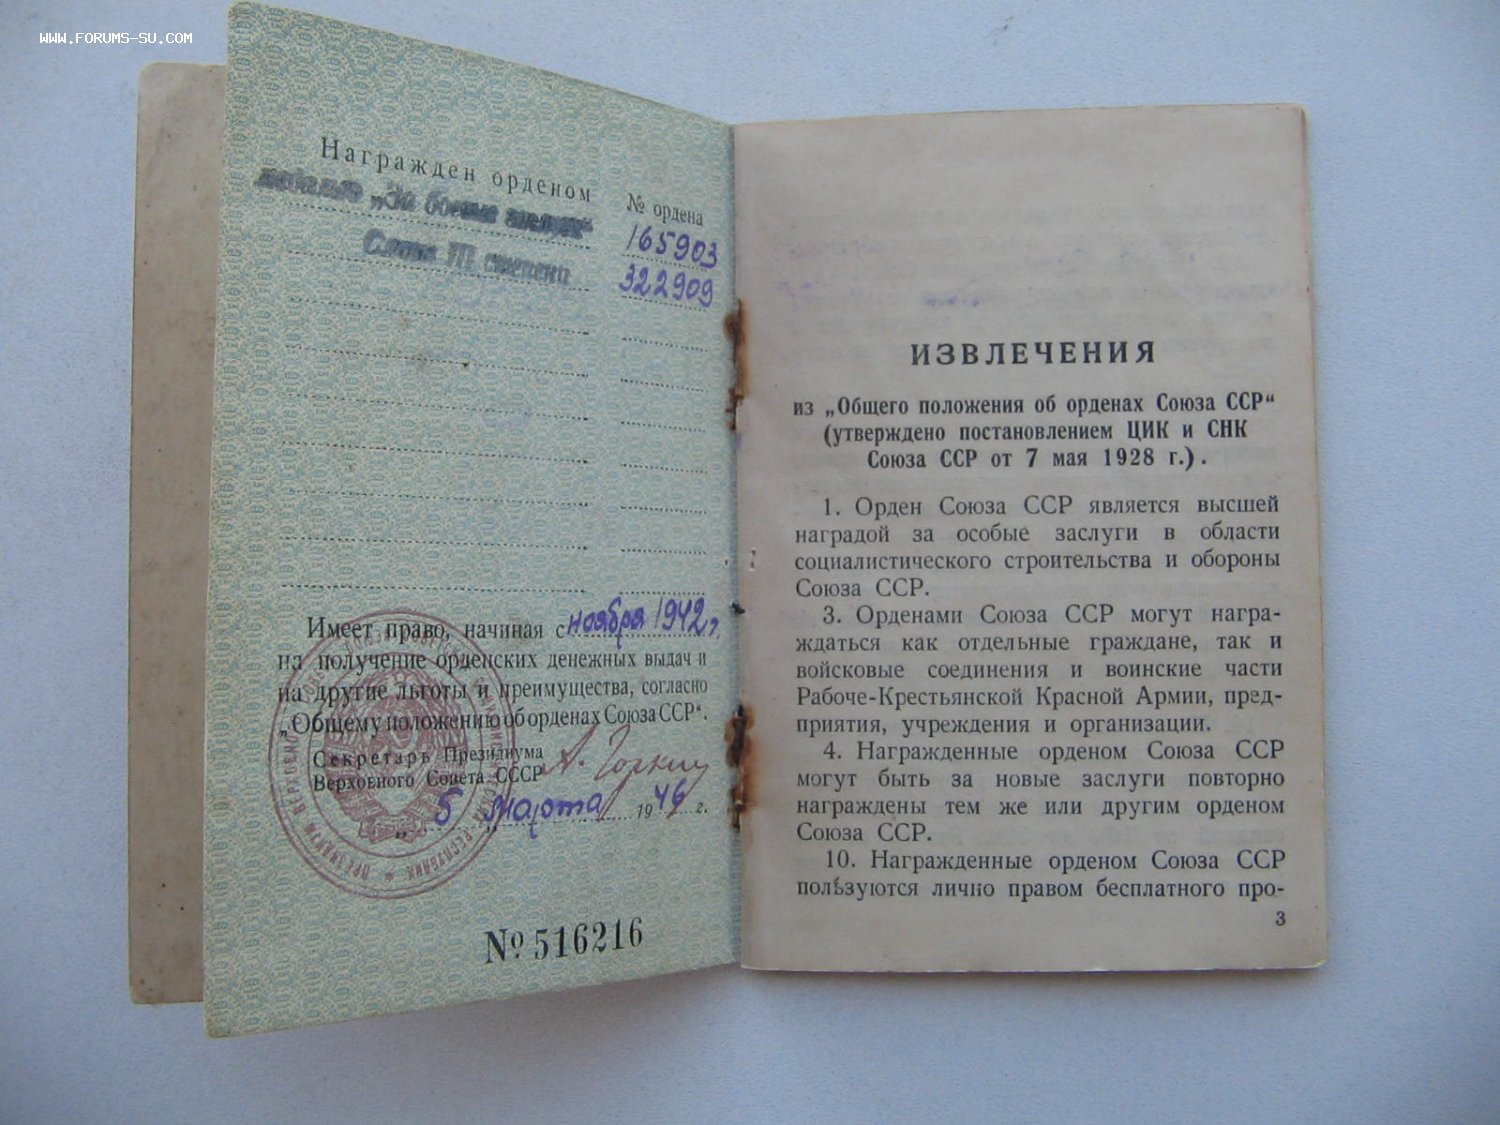 WWW.FORUMS-SU.COM
Награжден орденом
№ ордена
медалью „За боевые заслуги“
165903
Слава III степени
322909
Имеет право, начиная с ноября 1942 г.
на получение орденских денежных выдач и
на другие льготы и преимущества, согласно
„Общему положению об орденах Союза ССР“.
Секретарь Президиума
Верховного Совета СССР
А. Горкин
„5„ марта 1946 г.
№ 516216
ИЗВЛЕЧЕНИЯ
из „Общего положения об орденах Союза ССР“
(утверждено постановлением ЦИК и СНК
Союза ССР от 7 мая 1928 г.).
1. Орден Союза ССР является высшей
наградой за особые заслуги в области
социалистического строительства и обороны
Союза ССР.
3. Орденами Союза ССР могут награ-
ждаться как отдельные граждане, так и
войсковые соединения и воинские части
Рабоче-Крестьянской Красной Армии, пред-
приятия, учреждения и организации.
4. Награжденные орденом Союза ССР
могут быть за новые заслуги повторно
награждены тем же или другим орденом
Союза ССР.
10. Награжденные орденом Союза ССР
пользуются лично правом бесплатного про-
3